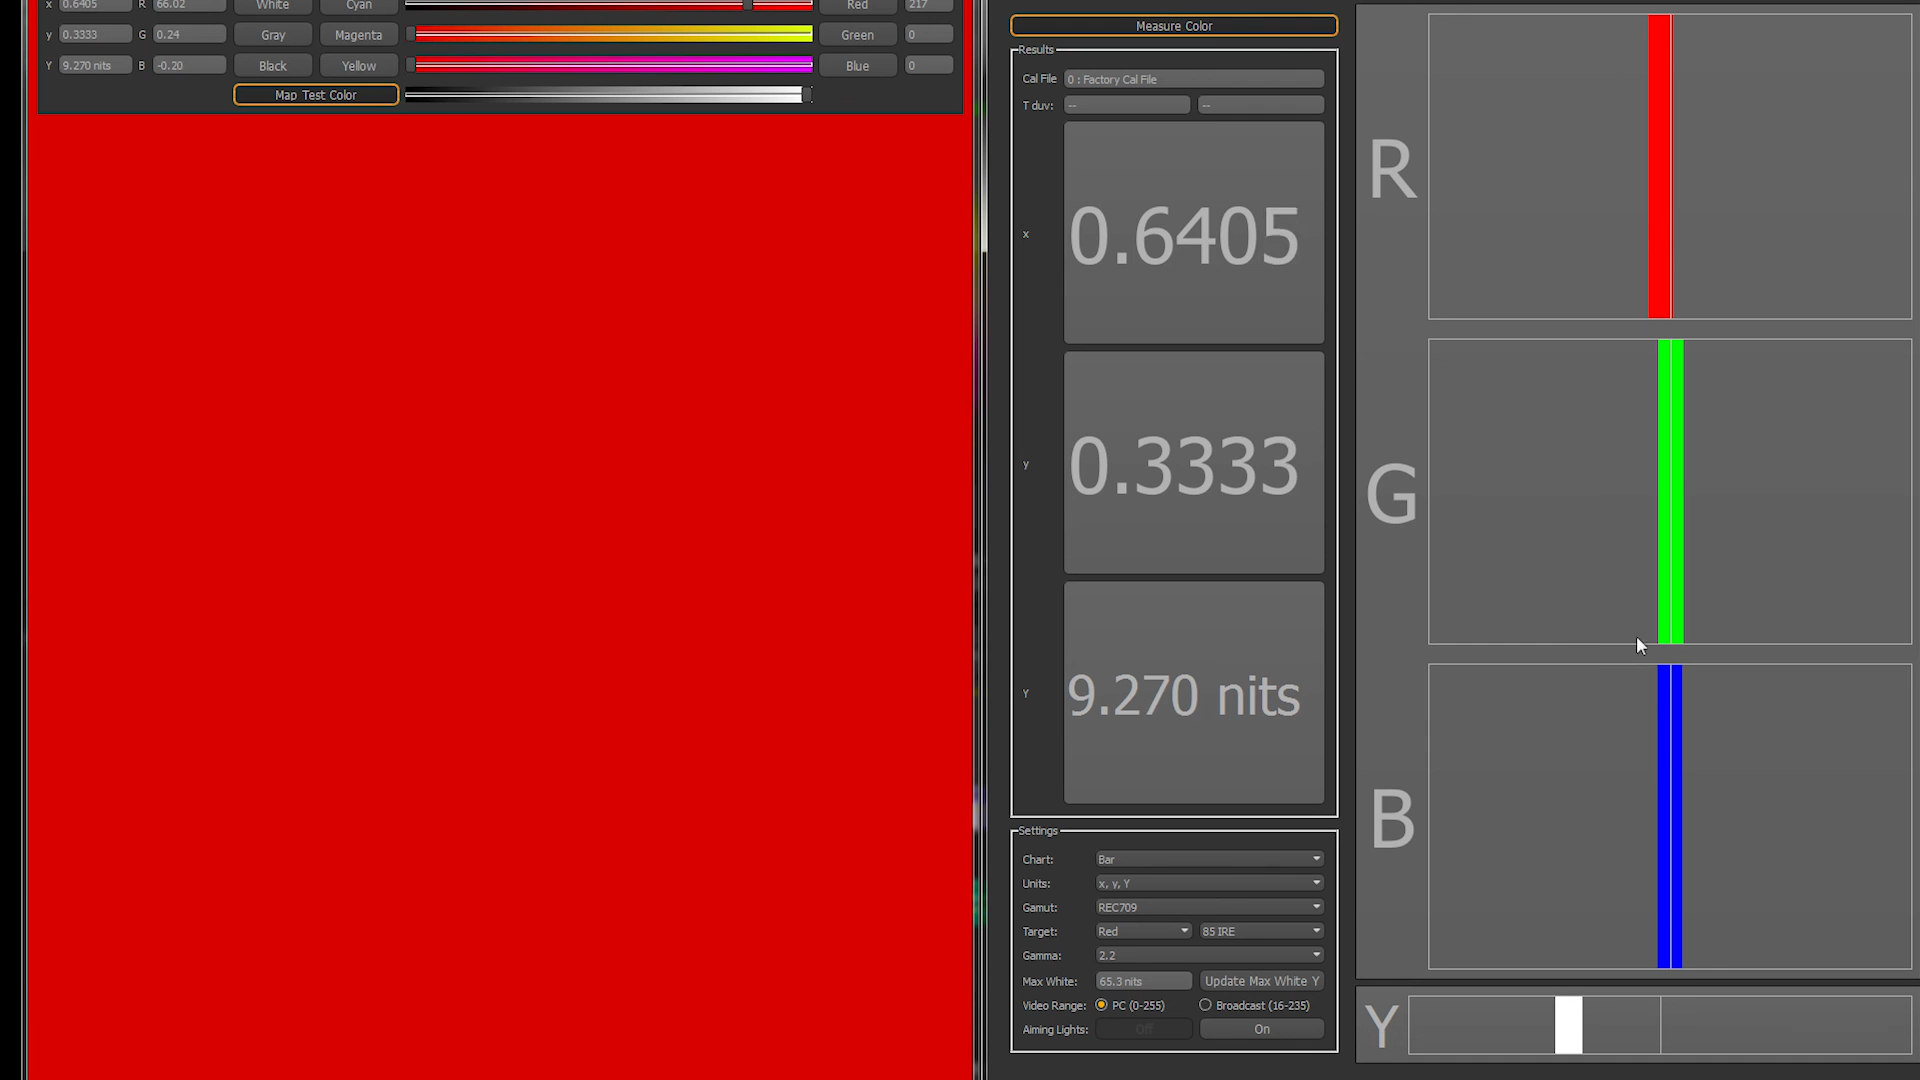 x 0.6405 R 66.02 White Cyan Red 217
y 0.3333 G 0.24 Gray Magenta Green 0
Y 9.270 nits B -0.20 Black Yellow Blue 0
Map Test Color
Measure Color
Results
Cal File 0 : Factory Cal File
T duv: -- --
x 0.6405
y 0.3333
Y 9.270 nits
Settings
Chart: Bar
Units: x, y, Y
Gamut: REC709
Target: Red 85 IRE
Gamma: 2.2
Max White: 65.3 nits Update Max White Y
Video Range: PC (0-255) Broadcast (16-235)
Aiming Lights: Off On
R
G
B
Y